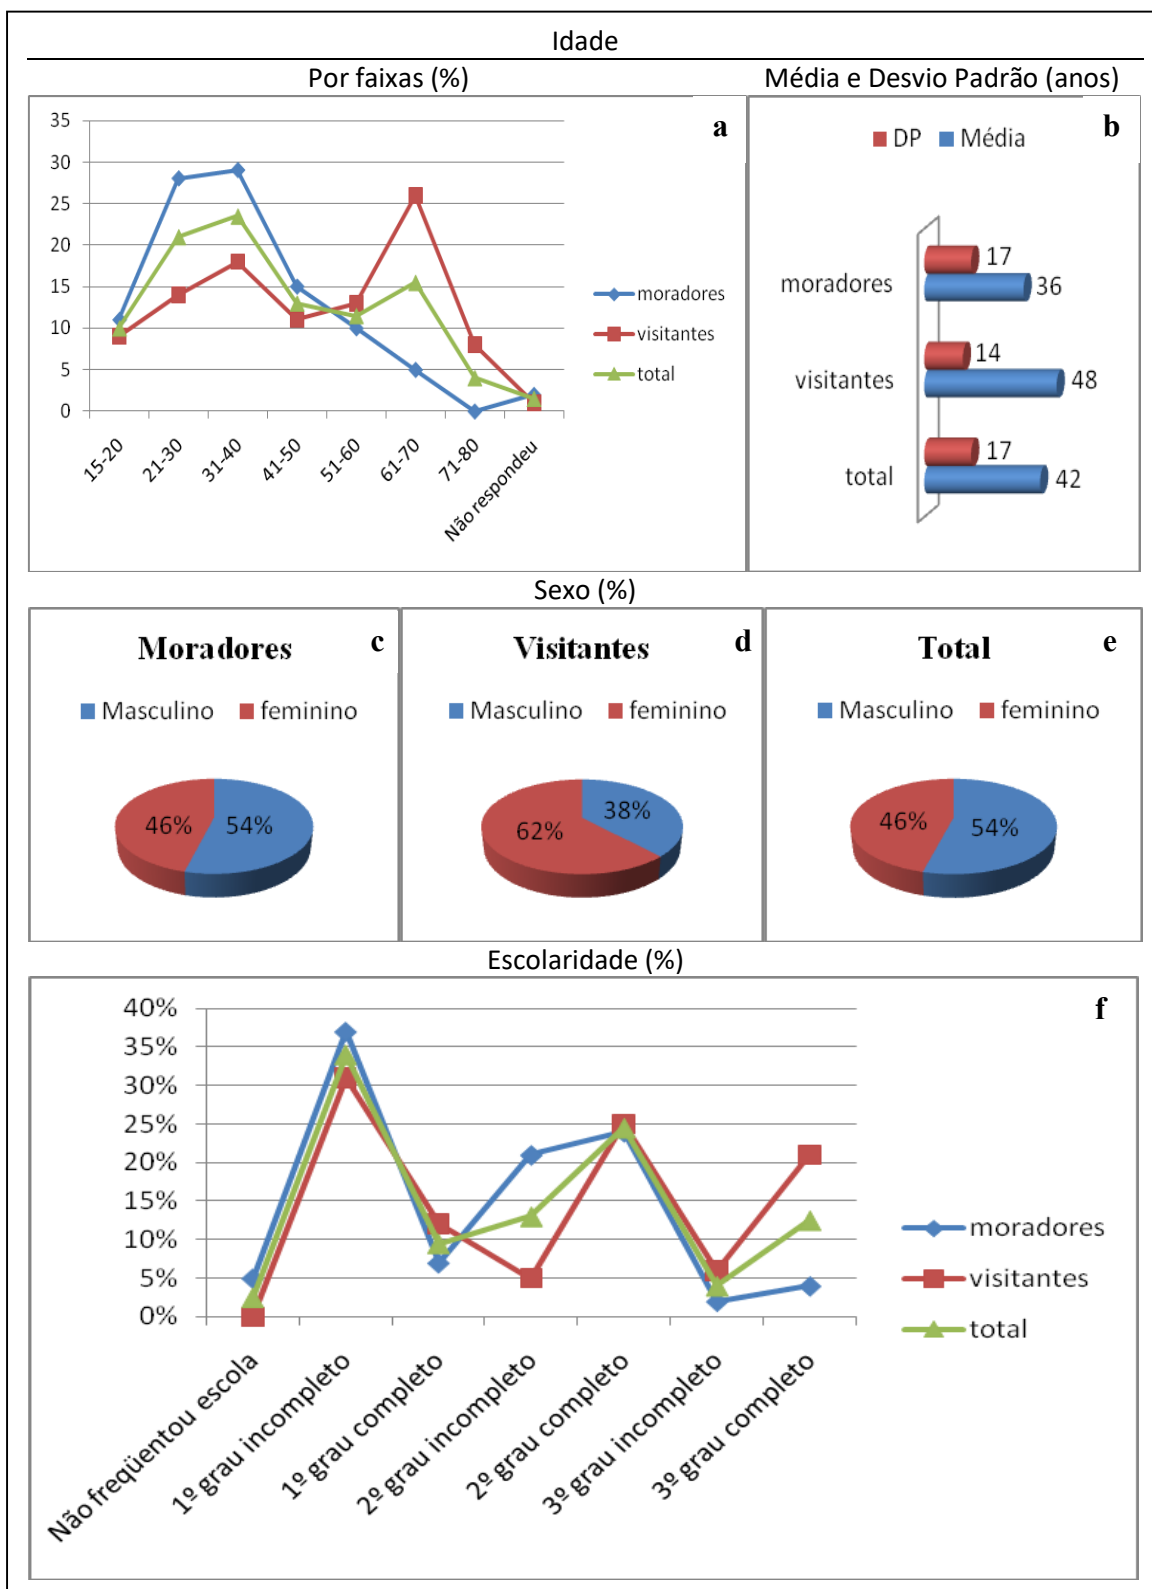 Idade
Por faixas (%)
Média e Desvio Padrão (anos)
a
35
30
25
20
15
10
5
0
15-20
21-30
31-40
41-50
51-60
61-70
71-80
Não respondeu
moradores
visitantes
total
b
DP Média
moradores
17
36
visitantes
14
48
total
17
42
Sexo (%)
Moradores
c
Masculino feminino
46%
54%
Visitantes
d
Masculino feminino
38%
62%
Total
e
Masculino feminino
46%
54%
Escolaridade (%)
f
40%
35%
30%
25%
20%
15%
10%
5%
0%
Não freqüentou escola
1º grau incompleto
1º grau completo
2º grau incompleto
2º grau completo
3º grau incompleto
3º grau completo
moradores
visitantes
total